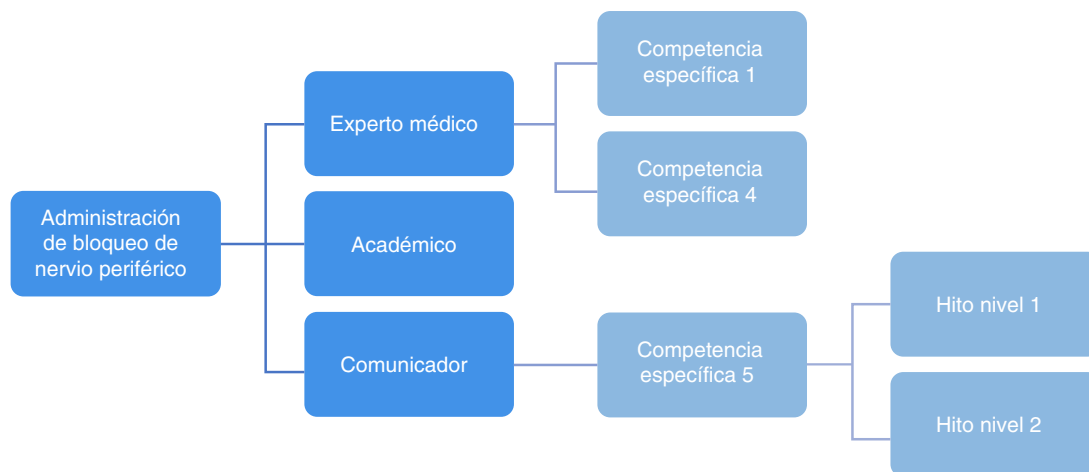 Administración
de bloqueo de
nervio periférico
Experto médico
Académico
Comunicador
Competencia
específica 1
Competencia
específica 4
Competencia
específica 5
Hito nivel 1
Hito nivel 2